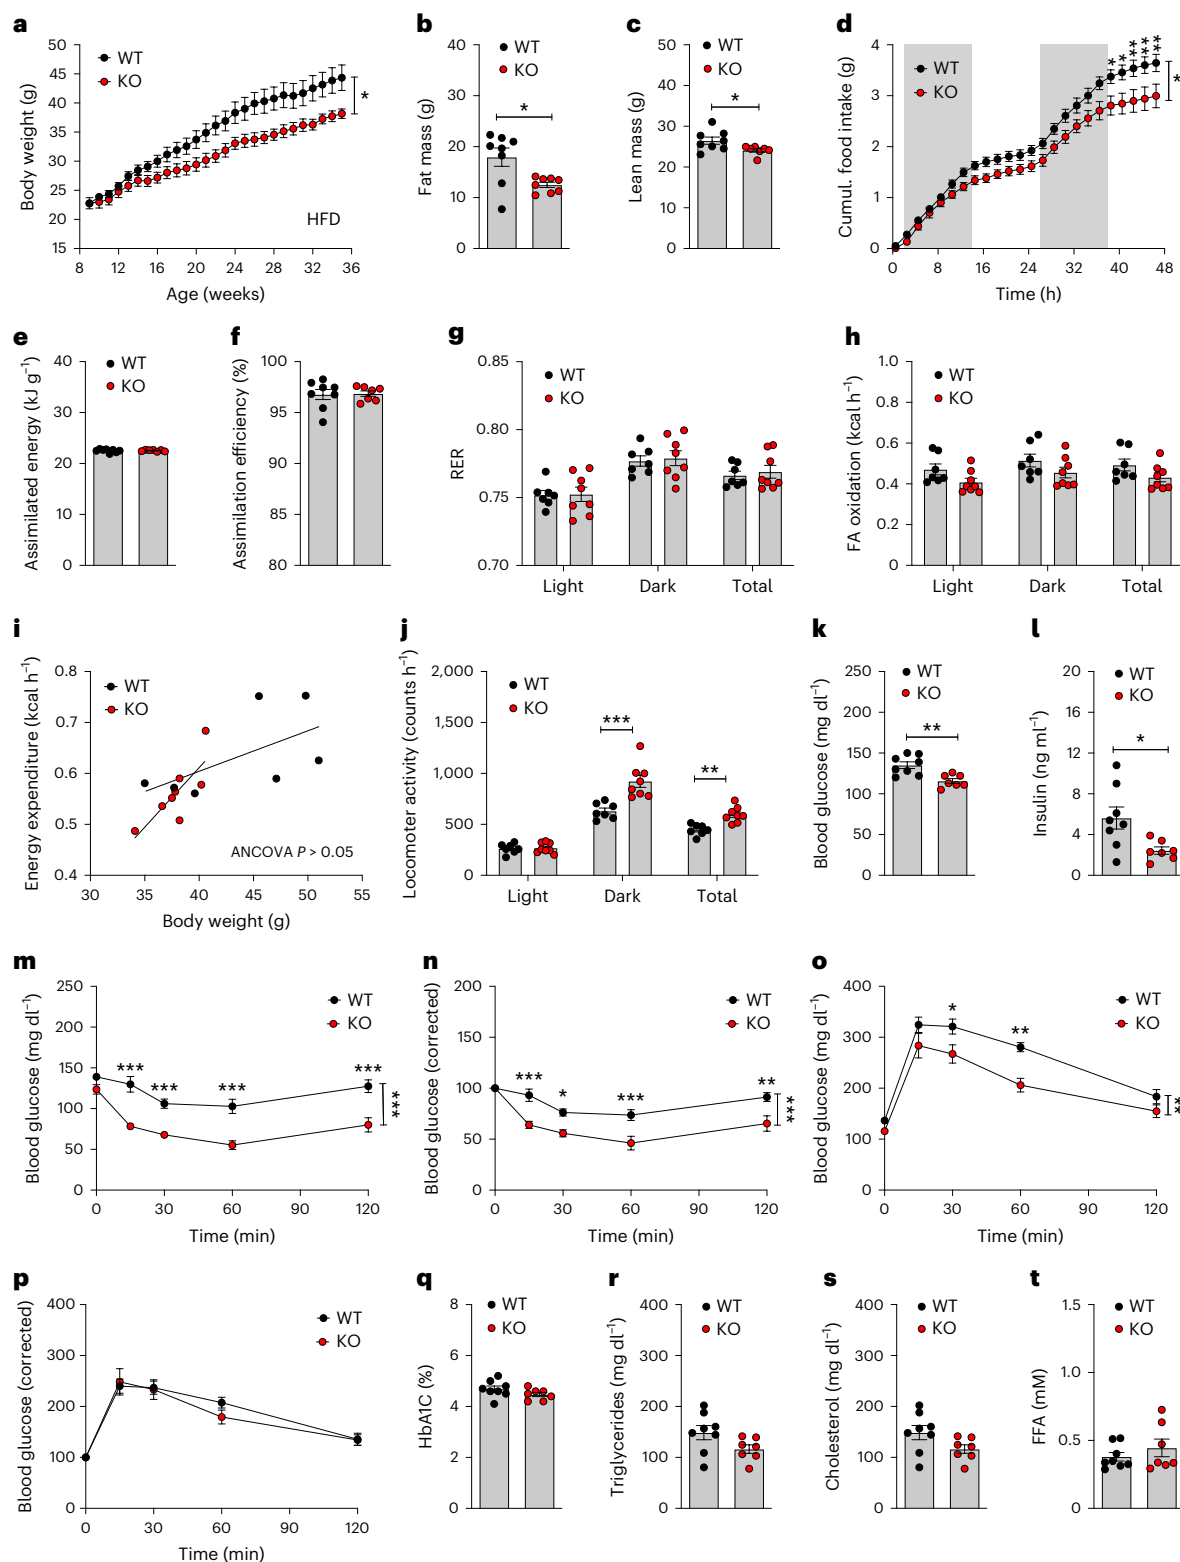 a
Body weight (g)
50
45
40
35
30
25
20
15
WT
KO
*
HFD
8 12 16 20 24 28 32 36
Age (weeks)
b
Fat mass (g)
40
30
20
10
0
WT
KO
*
c
Lean mass (g)
50
40
30
20
10
0
WT
KO
*
d
Cumul. food intake (g)
4
3
2
1
0
WT
KO
* * ** ** **
*
0 8 16 24 32 40 48
Time (h)
e
Assimilated energy (kJ g⁻¹)
40
30
20
10
0
WT
KO
f
Assimilation efficiency (%)
100
95
90
85
80
WT
KO
g
RER
0.85
0.80
0.75
0.70
WT
KO
Light Dark Total
h
FA oxidation (kcal h⁻¹)
1.0
0.8
0.6
0.4
0.2
0
WT
KO
Light Dark Total
i
Energy expenditure (kcal h⁻¹)
0.8
0.7
0.6
0.5
0.4
WT
KO
ANCOVA P > 0.05
30 35 40 45 50 55
Body weight (g)
j
Locomoter activity (counts h⁻¹)
2,000
1,500
1,000
500
0
WT
KO
***
**
Light Dark Total
k
Blood glucose (mg dl⁻¹)
250
200
150
100
50
0
WT
KO
**
l
Insulin (ng ml⁻¹)
20
16
12
8
4
0
WT
KO
*
m
Blood glucose (mg dl⁻¹)
250
200
150
100
50
0
WT
KO
*** *** *** ***
***
0 30 60 90 120
Time (min)
n
Blood glucose (corrected)
200
150
100
50
0
WT
KO
*** * *** **
***
0 30 60 90 120
Time (min)
o
Blood glucose (mg dl⁻¹)
400
300
200
100
0
WT
KO
* **
**
0 30 60 90 120
Time (min)
p
Blood glucose (corrected)
400
300
200
100
0
WT
KO
0 30 60 90 120
Time (min)
q
HbA1C (%)
8
6
4
2
0
WT
KO
r
Triglycerides (mg dl⁻¹)
400
300
200
100
0
WT
KO
s
Cholesterol (mg dl⁻¹)
400
300
200
100
0
WT
KO
t
FFA (mM)
1.5
1.0
0.5
0
WT
KO